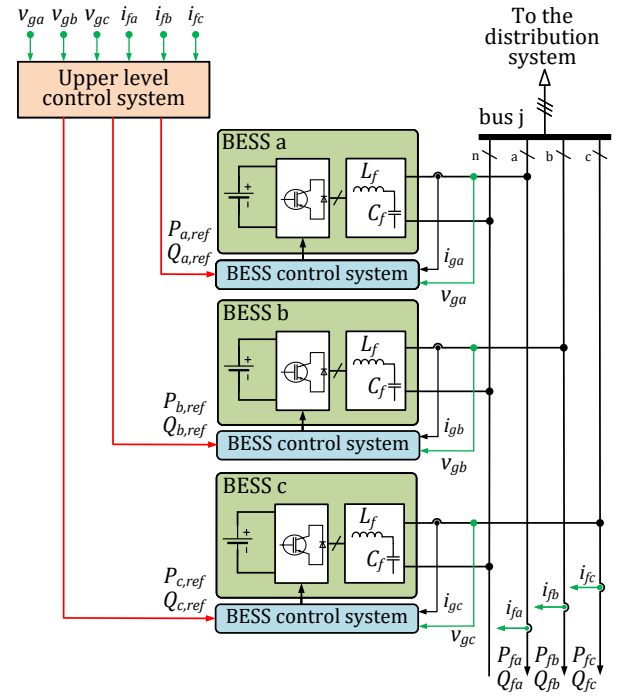 v_ga v_gb v_gc i_fa i_fb i_fc
Upper level
control system
To the
distribution
system
bus j
n a b c
BESS a
L_f
C_f
+
-
P_a,ref
Q_a,ref
BESS control system
i_ga
v_ga
BESS b
L_f
C_f
+
-
P_b,ref
Q_b,ref
BESS control system
i_gb
v_gb
BESS c
L_f
C_f
+
-
P_c,ref
Q_c,ref
BESS control system
i_gc
v_gc
i_fa i_fb i_fc
P_fa P_fb P_fc
Q_fa Q_fb Q_fc